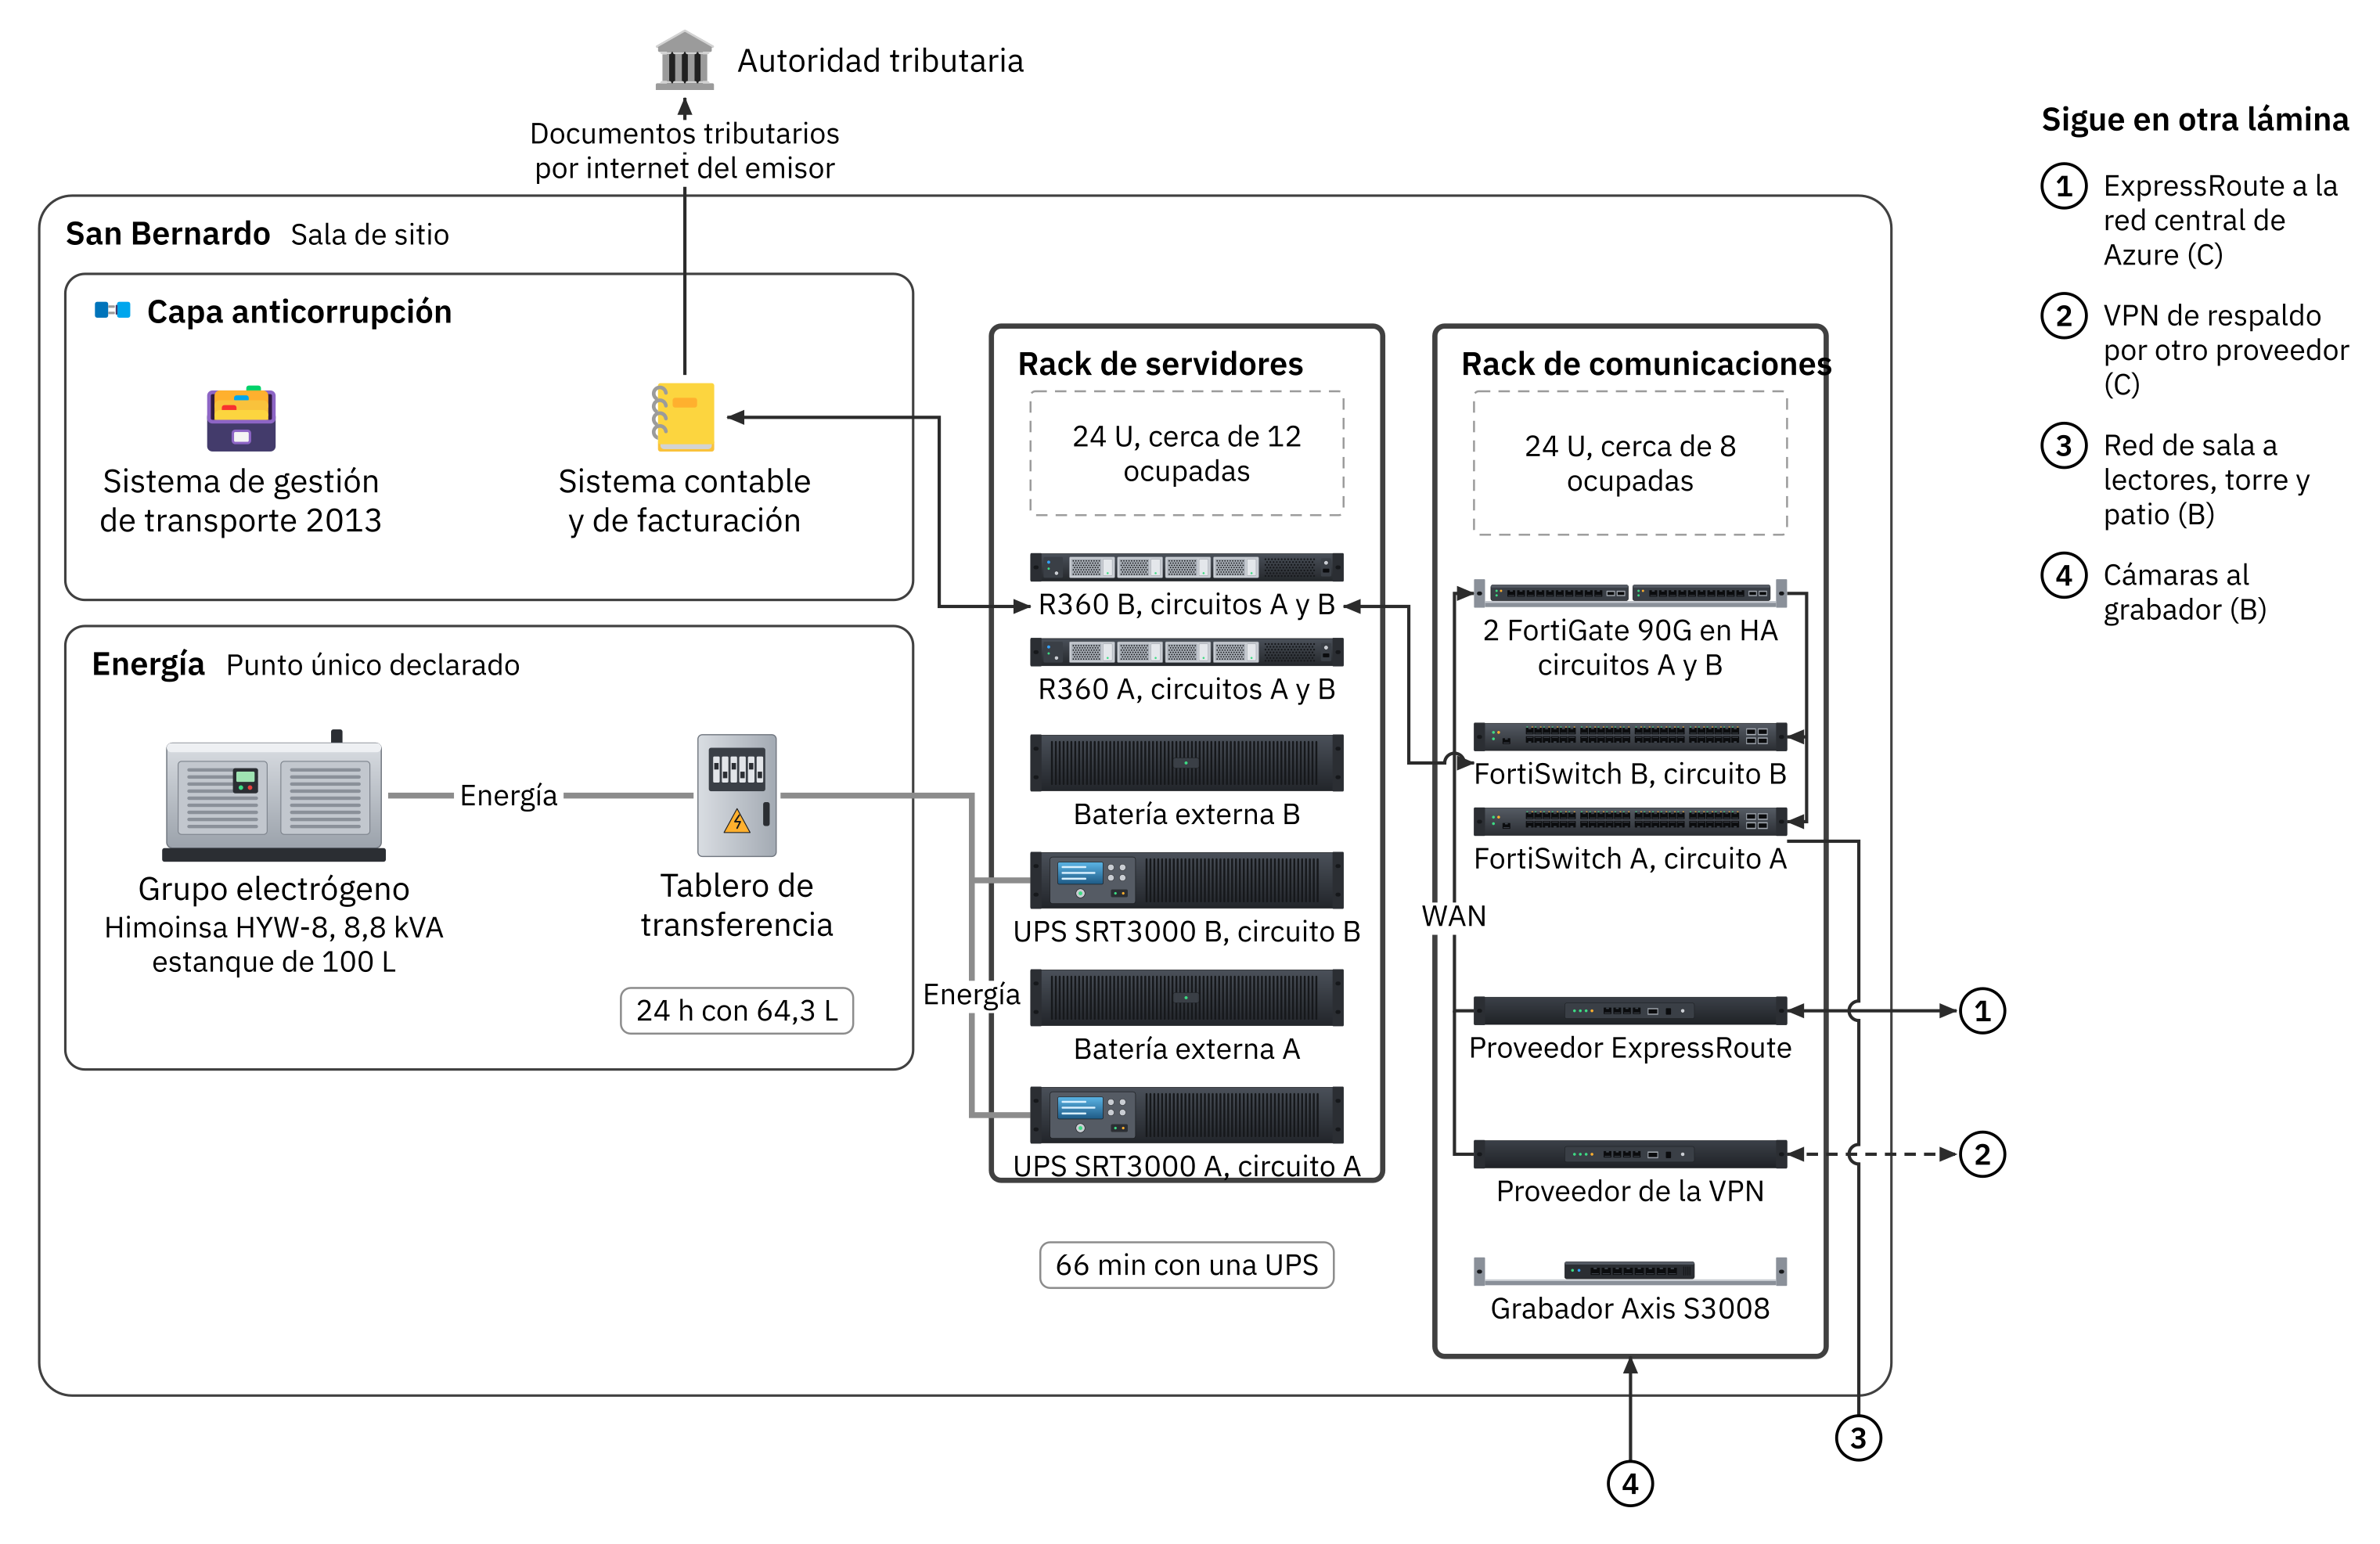 Autoridad tributaria
Documentos tributarios
por internet del emisor
San Bernardo Sala de sitio
Capa anticorrupción
Sistema de gestión
de transporte 2013
Sistema contable
y de facturación
Energía Punto único declarado
Energía
Grupo electrógeno
Himoinsa HYW-8, 8,8 kVA
estanque de 100 L
Tablero de
transferencia
24 h con 64,3 L
Energía
Rack de servidores
24 U, cerca de 12
ocupadas
R360 B, circuitos A y B
R360 A, circuitos A y B
Batería externa B
UPS SRT3000 B, circuito B
Batería externa A
UPS SRT3000 A, circuito A
66 min con una UPS
Rack de comunicaciones
24 U, cerca de 8
ocupadas
2 FortiGate 90G en HA
circuitos A y B
FortiSwitch B, circuito B
FortiSwitch A, circuito A
WAN
Proveedor ExpressRoute
Proveedor de la VPN
Grabador Axis S3008
1
2
3
4
Sigue en otra lámina
1 ExpressRoute a la
red central de
Azure (C)
2 VPN de respaldo
por otro proveedor
(C)
3 Red de sala a
lectores, torre y
patio (B)
4 Cámaras al
grabador (B)